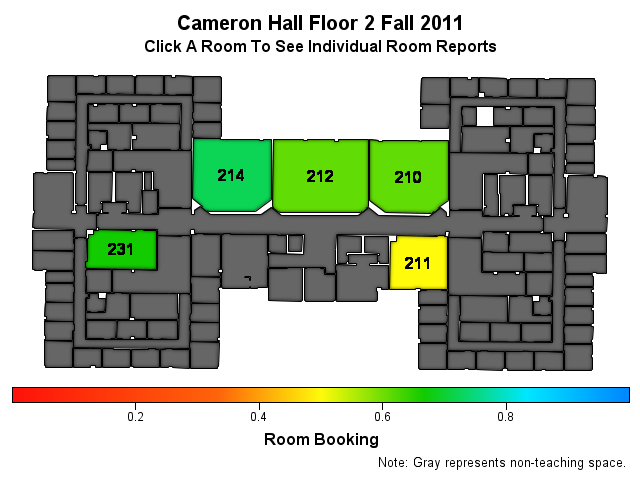 Cameron Hall Floor 2 Fall 2011
Click A Room To See Individual Room Reports
214
212
210
231
211
0.2
0.4
0.6
0.8
Room Booking
Note: Gray represents non-teaching space.